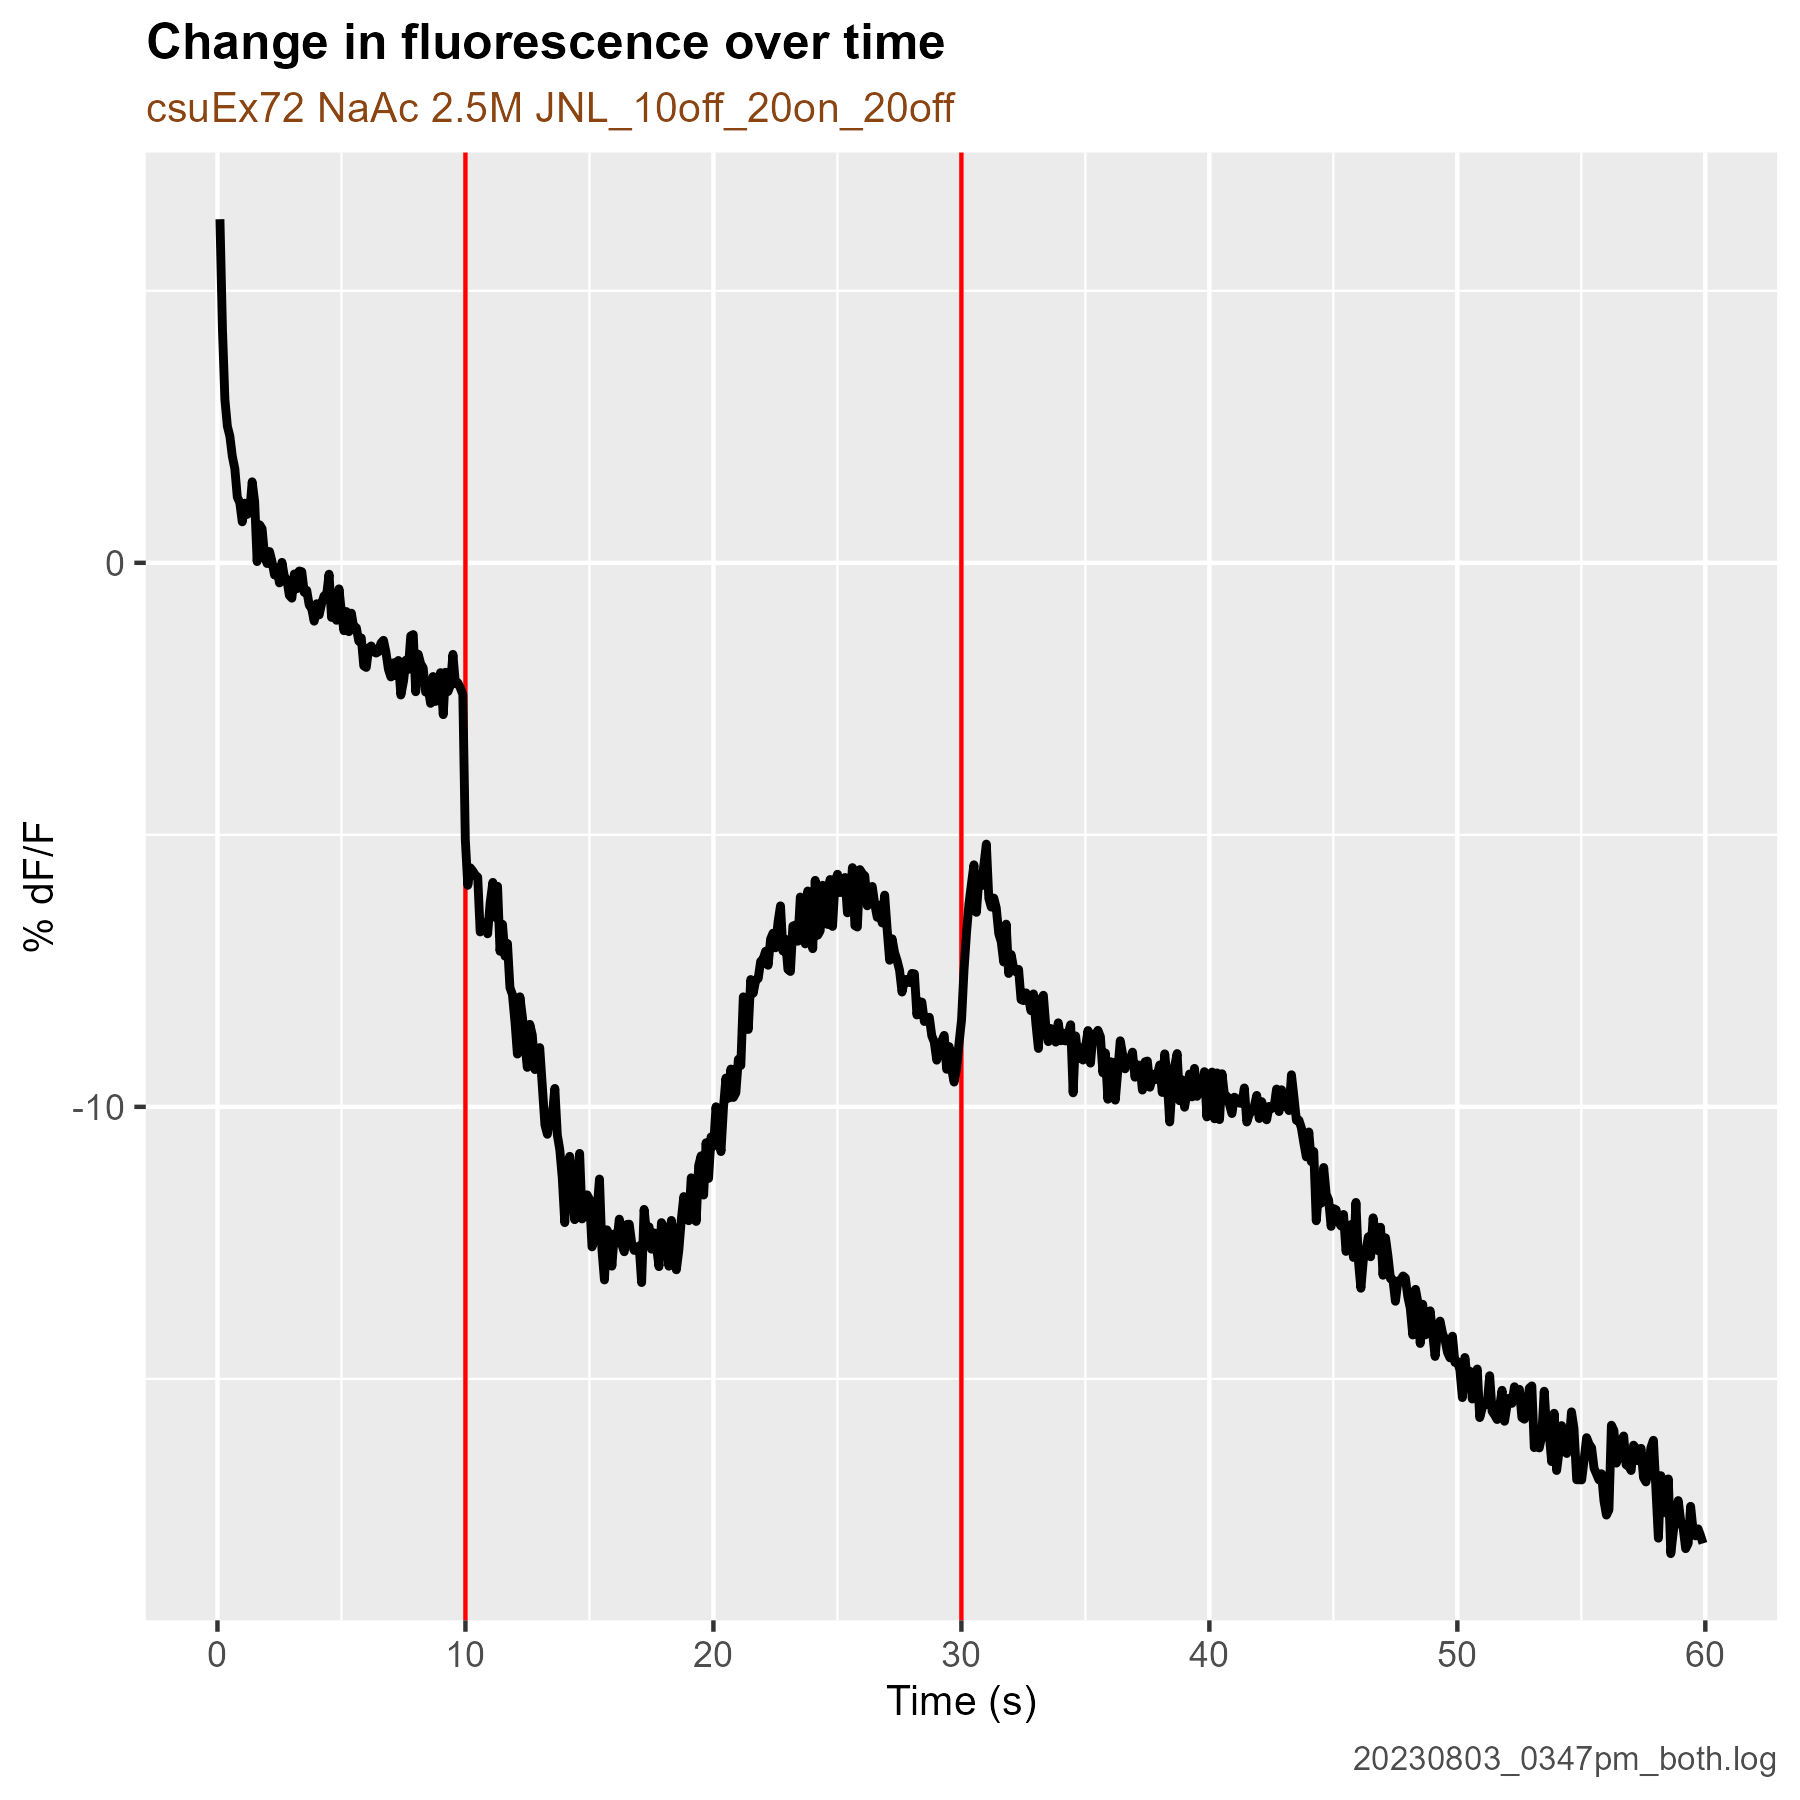 Change in fluorescence over time
csuEx72 NaAc 2.5M JNL_10off_20on_20off
% dF/F
0
-10
0 10 20 30 40 50 60
Time (s)
20230803_0347pm_both.log